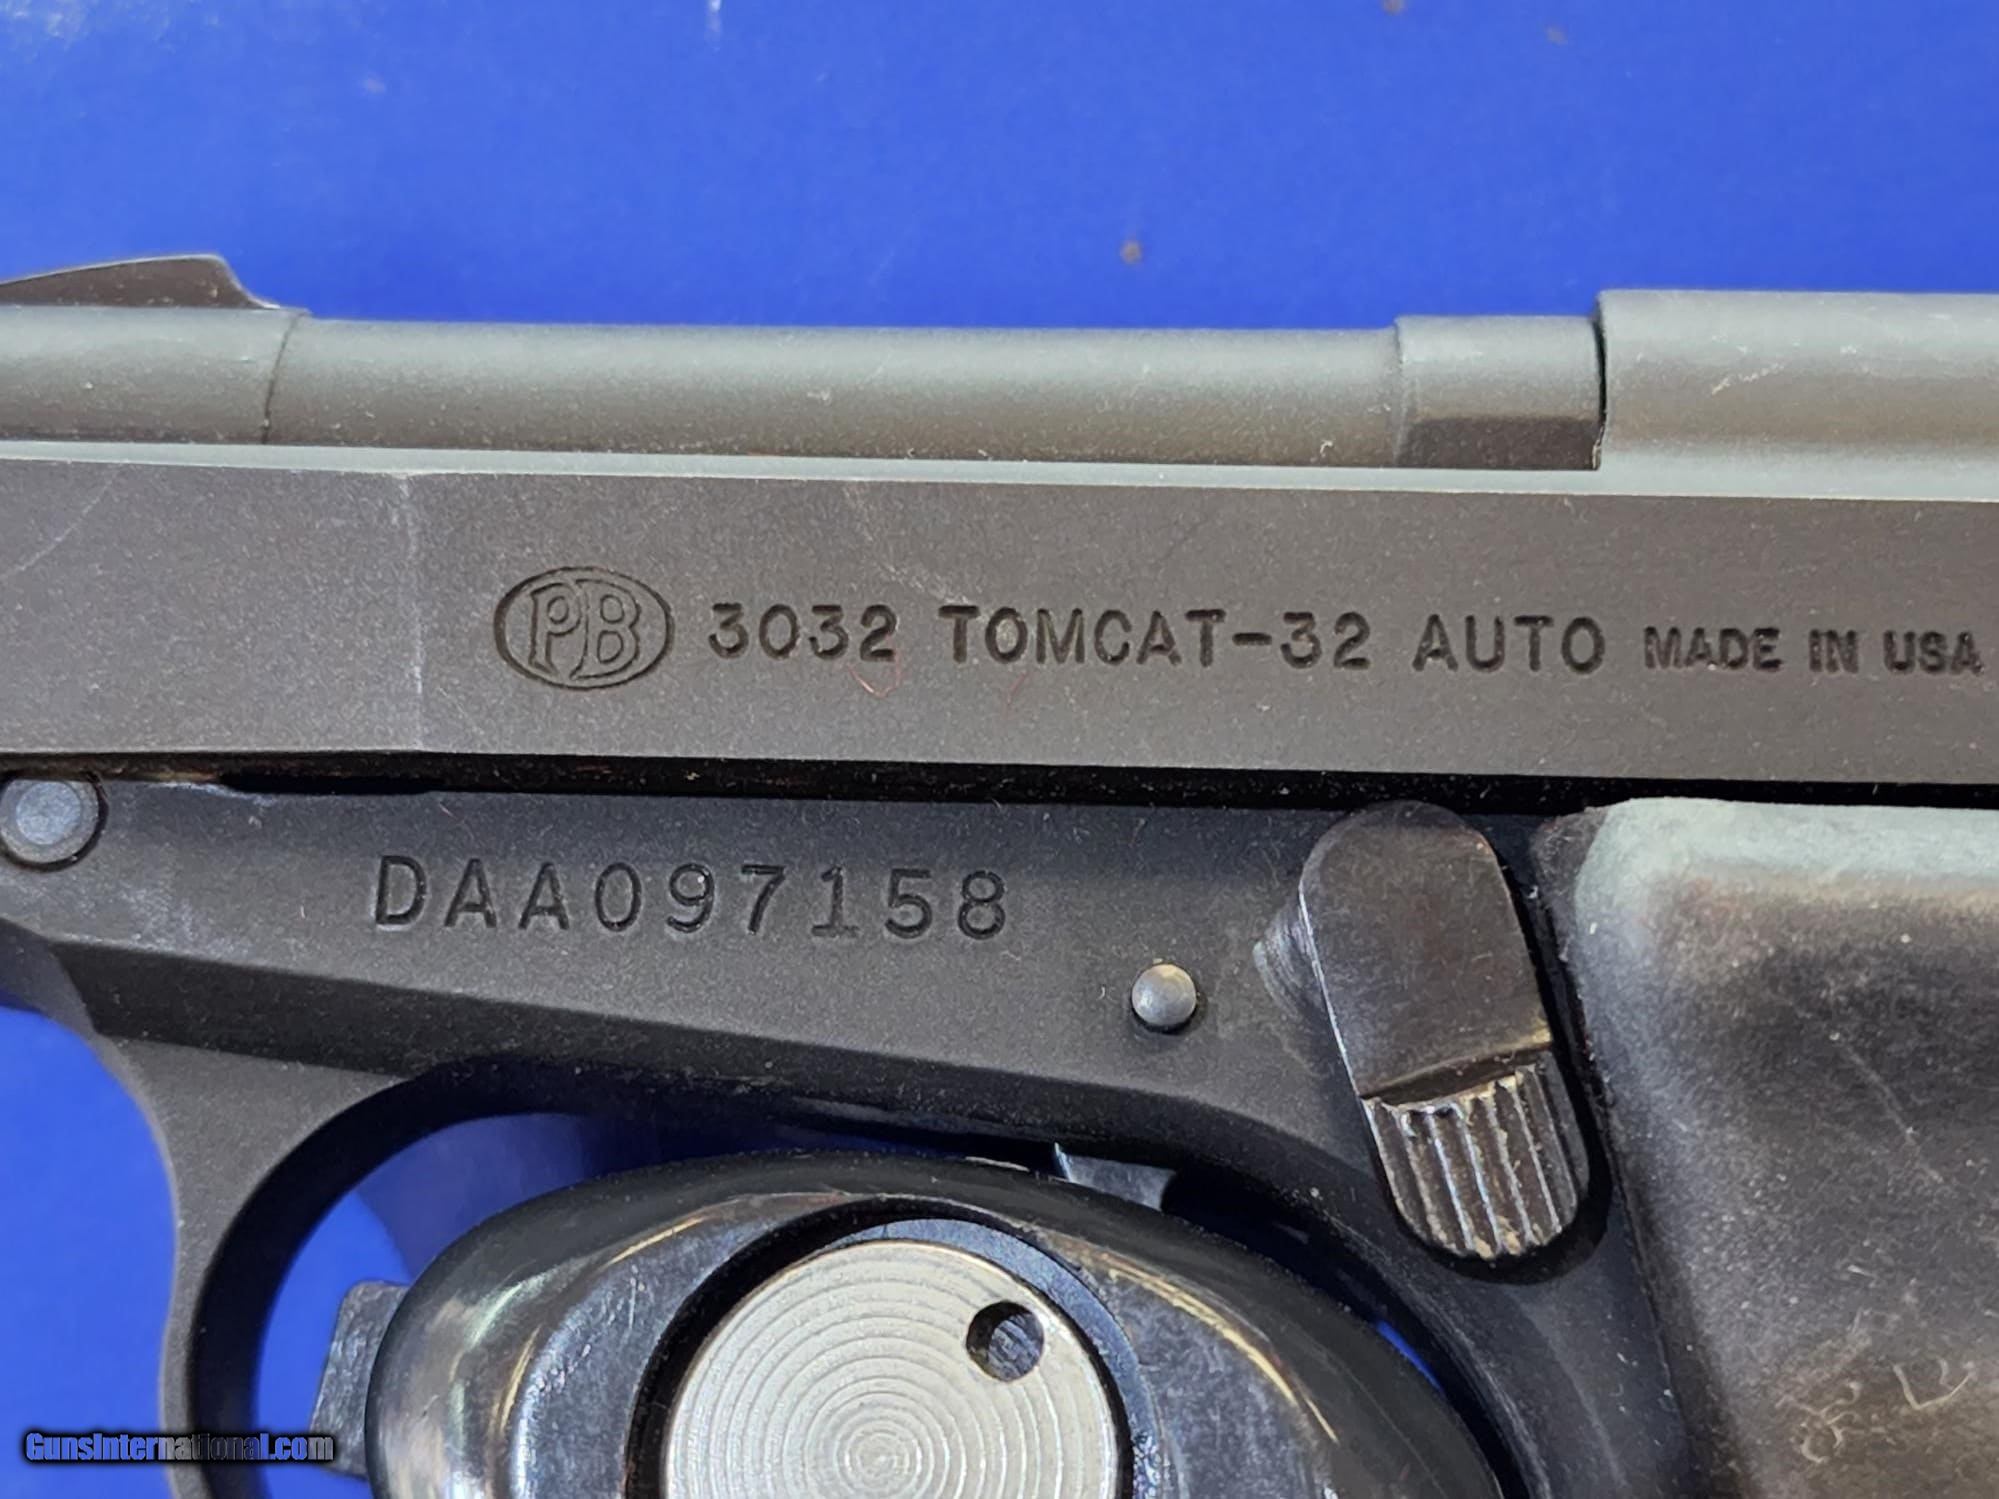 PB 3032 TOMCAT-32 AUTO MADE IN USA
DAA097158
GunsInternational.com